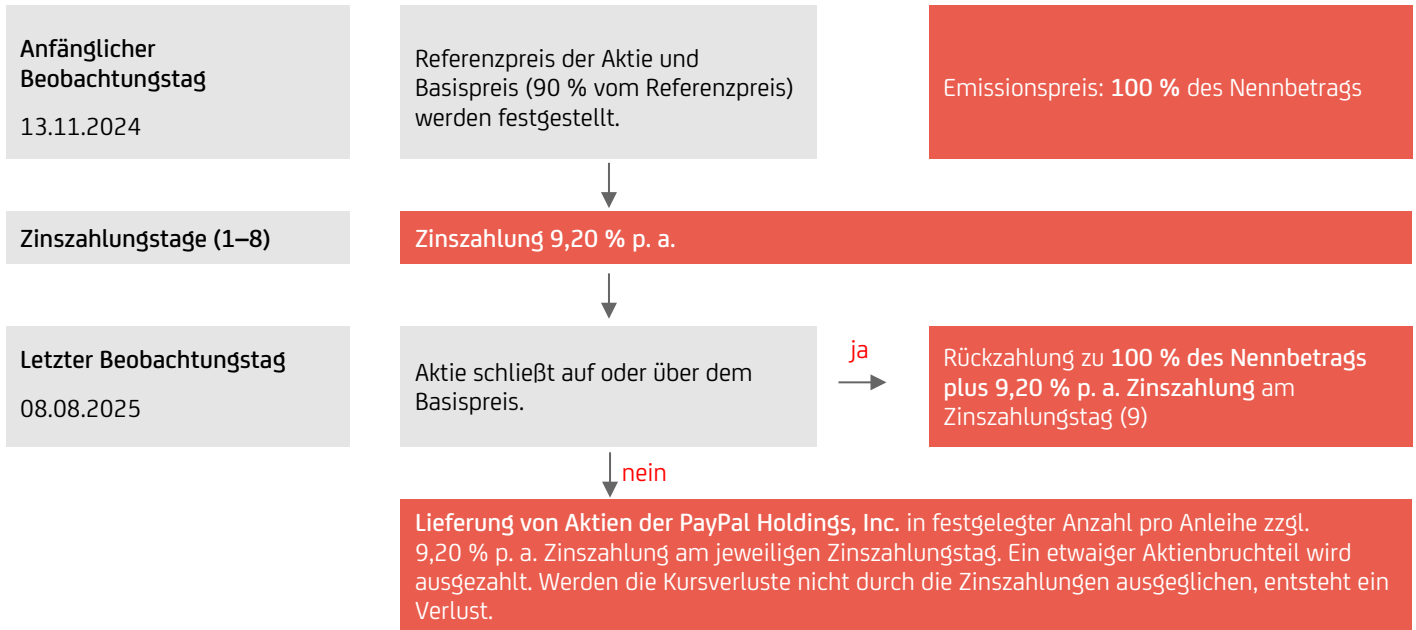 Anfänglicher
Beobachtungstag
13.11.2024
Referenzpreis der Aktie und
Basispreis (90 % vom Referenzpreis)
werden festgestellt.
Emissionspreis: 100 % des Nennbetrags
Zinszahlungstage (1–8)
Zinszahlung 9,20 % p. a.
Letzter Beobachtungstag
08.08.2025
Aktie schließt auf oder über dem
Basispreis.
ja
Rückzahlung zu 100 % des Nennbetrags
plus 9,20 % p. a. Zinszahlung am
Zinszahlungstag (9)
nein
Lieferung von Aktien der PayPal Holdings, Inc. in festgelegter Anzahl pro Anleihe zzgl.
9,20 % p. a. Zinszahlung am jeweiligen Zinszahlungstag. Ein etwaiger Aktienbruchteil wird
ausgezahlt. Werden die Kursverluste nicht durch die Zinszahlungen ausgeglichen, entsteht ein
Verlust.